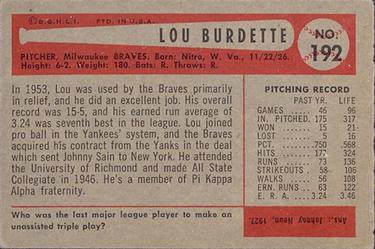 © B.G.H.L.I. PTD. IN U.S.A.
LOU BURDETTE
NO. 192
PITCHER, Milwaukee BRAVES. Born: Nitro, W. Va., 11/22/26.
Height: 6-2. Weight: 180. Bats: R. Throws: R.
In 1953, Lou was used by the Braves primarily
in relief, and he did an excellent job. His overall
record was 15-5, and his earned run average of
3.24 was seventh best in the league. Lou joined
pro ball in the Yankees' system, and the Braves
acquired his contract from the Yanks in the deal
which sent Johnny Sain to New York. He attended
the University of Richmond and made All State
Collegiate in 1946. He's a member of Pi Kappa
Alpha fraternity.
PITCHING RECORD
PAST YR. LIFE
GAMES 46 96
IN. PITCHED 175 317
WON 15 21
LOST 5 16
PCT. .750 .568
HITS 177 324
RUNS 73 136
STRIKEOUTS 58 106
WALKS 56 108
ERN. RUNS 63 122
E. R. A. 3.24 3.46
Who was the last major league player to make an
unassisted triple play?
Ans.: Johnny Neun, 1927.